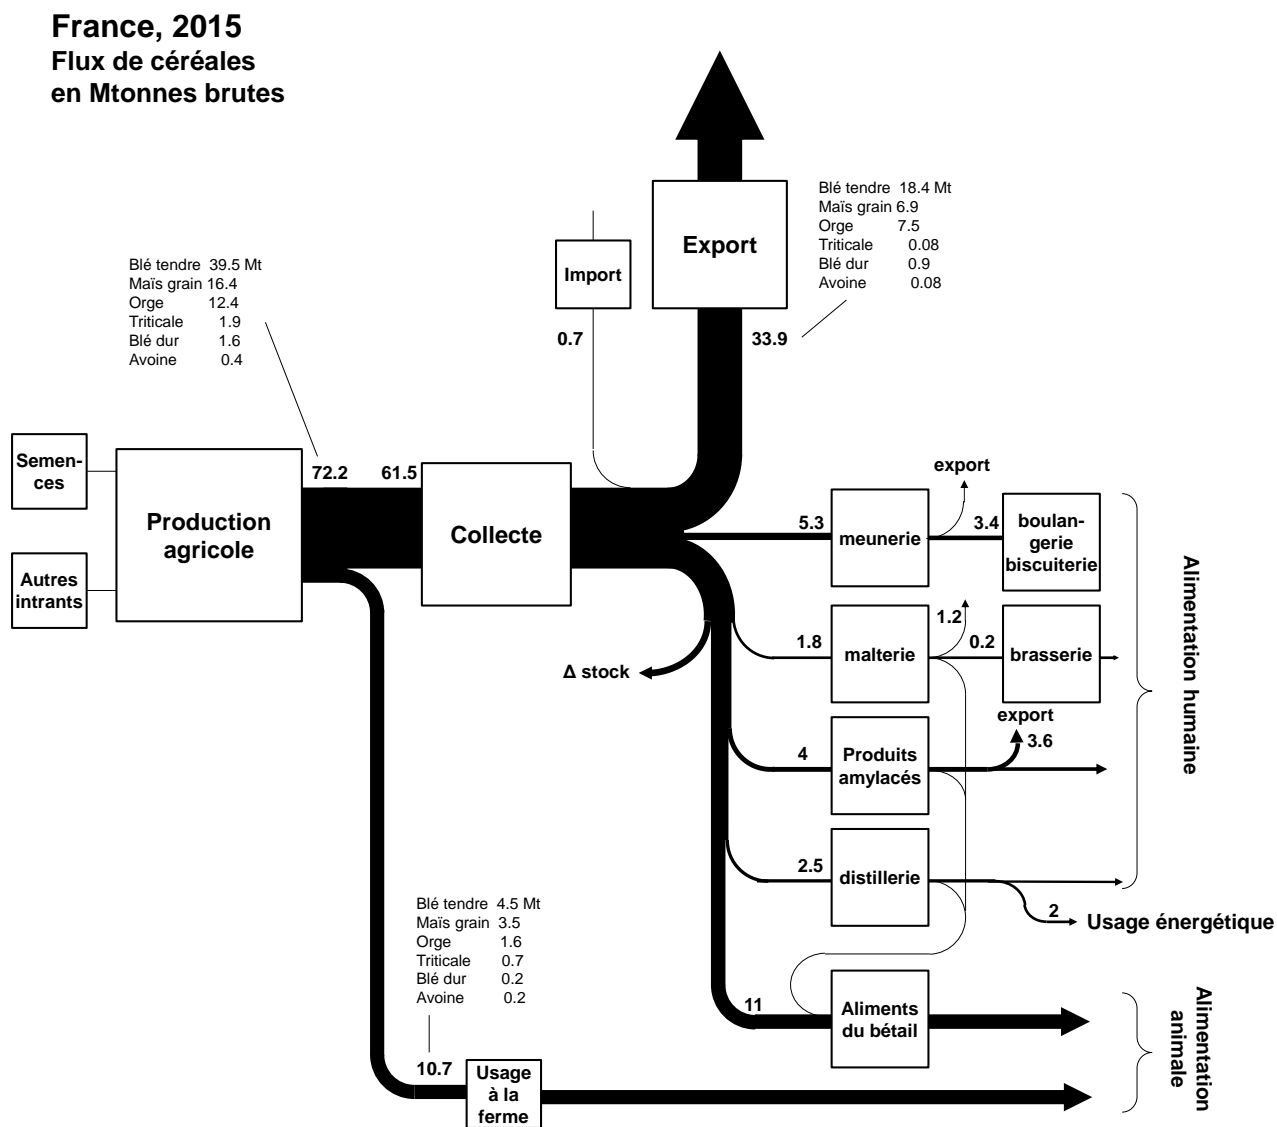 France, 2015
Flux de céréales
en Mtonnes brutes
Blé tendre 18.4 Mt
Maïs grain 6.9
Orge 7.5
Triticale 0.08
Blé dur 0.9
Avoine 0.08
Export
Import
Blé tendre 39.5 Mt
Maïs grain 16.4
Orge 12.4
Triticale 1.9
Blé dur 1.6
Avoine 0.4
0.7
33.9
Semen-
ces
Autres
intrants
Production
agricole
72.2
61.5
Collecte
export
5.3
meunerie
3.4
boulan-
gerie
biscuiterie
1.2
1.8
malterie
0.2
brasserie
Δ stock
export
3.6
4
Produits
amylacés
2.5
distillerie
2
Usage énergétique
Alimentation humaine
Blé tendre 4.5 Mt
Maïs grain 3.5
Orge 1.6
Triticale 0.7
Blé dur 0.2
Avoine 0.2
11
Aliments
du bétail
10.7
Usage
à la
ferme
Alimentation
animale